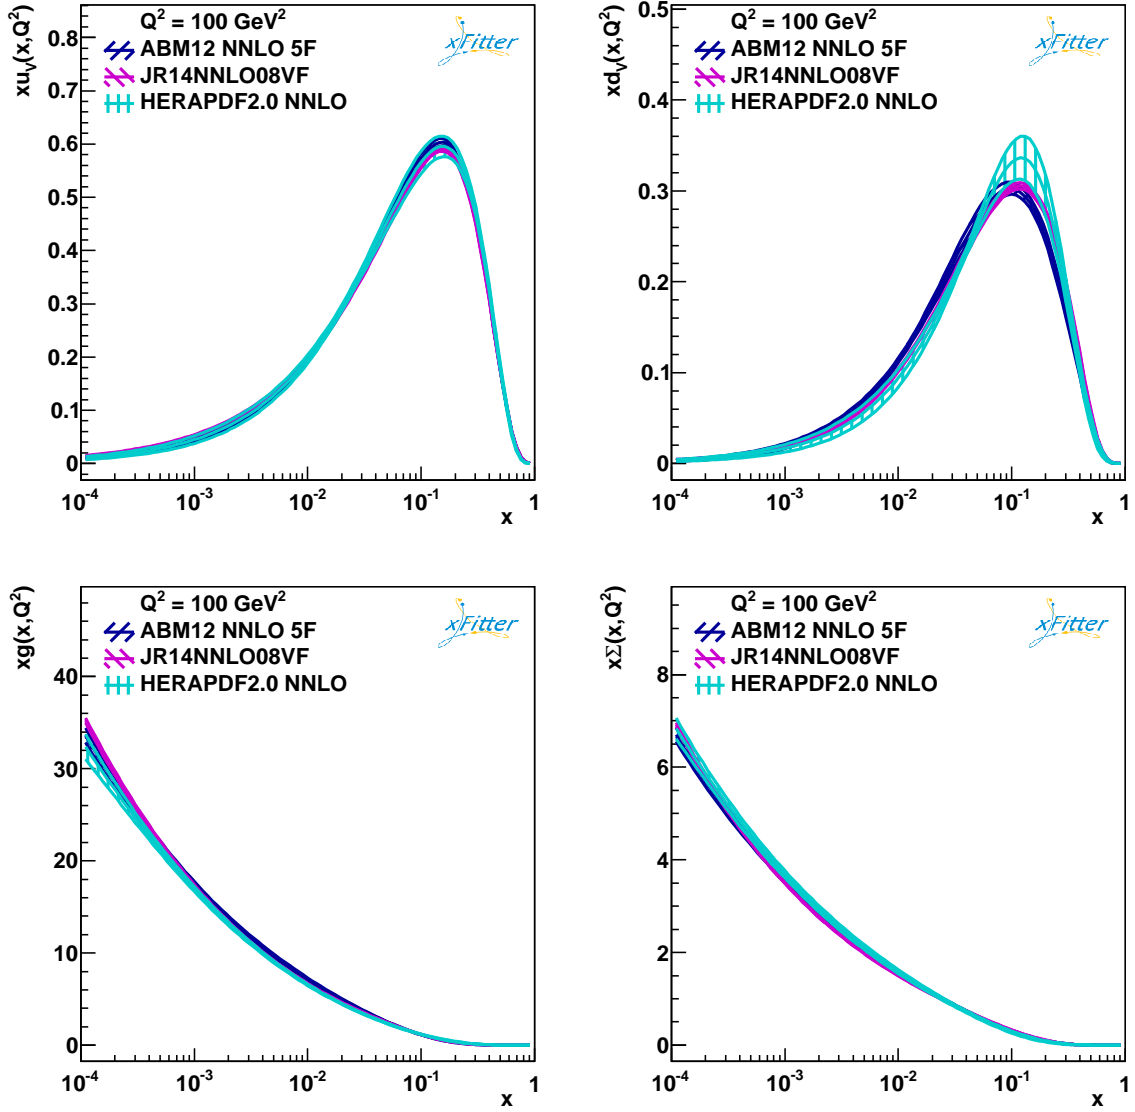 xu_v(x,Q²)
Q² = 100 GeV²
ABM12 NNLO 5F
JR14NNLO08VF
HERAPDF2.0 NNLO
xFitter
0.8
0.6
0.5
0.4
0.3
0.2
0.1
0
10⁻⁴ 10⁻³ 10⁻² 10⁻¹ 1
x
xd_v(x,Q²)
Q² = 100 GeV²
ABM12 NNLO 5F
JR14NNLO08VF
HERAPDF2.0 NNLO
xFitter
0.5
0.4
0.3
0.2
0.1
0
10⁻⁴ 10⁻³ 10⁻² 10⁻¹ 1
x
xg(x,Q²)
Q² = 100 GeV²
ABM12 NNLO 5F
JR14NNLO08VF
HERAPDF2.0 NNLO
xFitter
40
30
20
10
0
10⁻⁴ 10⁻³ 10⁻² 10⁻¹ 1
x
xΣ(x,Q²)
Q² = 100 GeV²
ABM12 NNLO 5F
JR14NNLO08VF
HERAPDF2.0 NNLO
xFitter
8
6
4
2
0
10⁻⁴ 10⁻³ 10⁻² 10⁻¹ 1
x